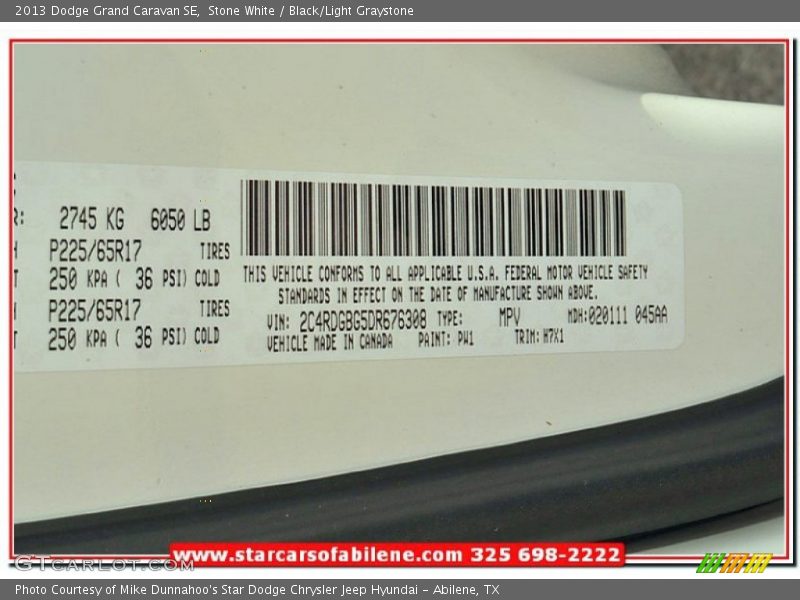 2013 Dodge Grand Caravan SE,  Stone White / Black/Light Graystone
R: 2745 KG 6050 LB
P225/65R17 TIRES
250 KPA ( 36 PSI) COLD
P225/65R17 TIRES
250 KPA ( 36 PSI) COLD
THIS VEHICLE CONFORMS TO ALL APPLICABLE U.S.A. FEDERAL MOTOR VEHICLE SAFETY
STANDARDS IN EFFECT ON THE DATE OF MANUFACTURE SHOWN ABOVE.
VIN: 2C4RDGBG5DR676308 TYPE: MPV MDH:020111 045AA
VEHICLE MADE IN CANADA PAINT: PW1 TRIM: H7X1
GTCarLot.com
www.starcarsofabilene.com 325 698-2222
Photo Courtesy of Mike Dunnahoo's Star Dodge Chrysler Jeep Hyundai - Abilene, TX